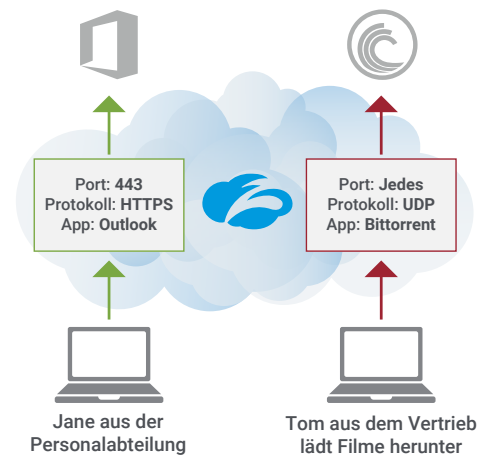 Port: 443
Protokoll: HTTPS
App: Outlook
Port: Jedes
Protokoll: UDP
App: Bittorrent
Jane aus der
Personalabteilung
Tom aus dem Vertrieb
lädt Filme herunter